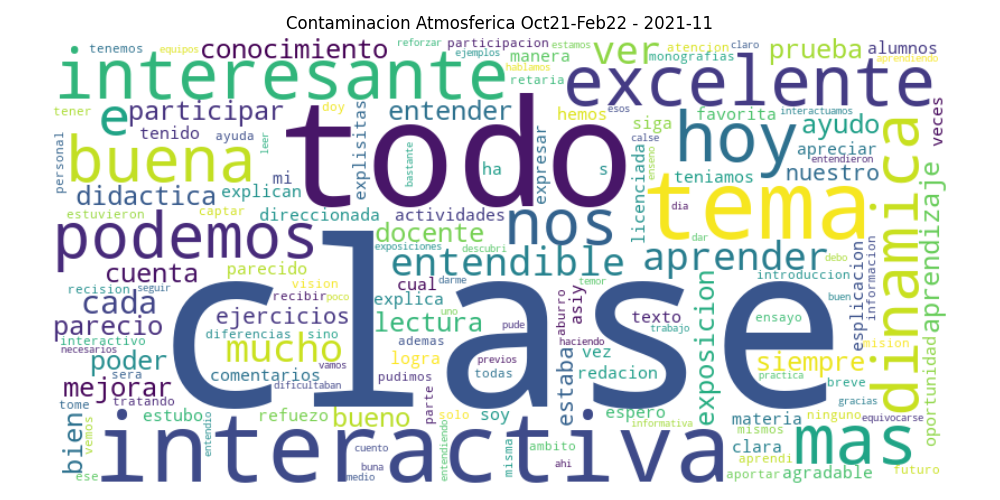 Contaminacion Atmosferica Oct21-Feb22 - 2021-11
tenemos equipos conocimiento reforzar participacion estamos ver atencion claro prueba alumnos
interesante ejemplos hablamos manera monografias aprendiendo
retaria excelente
tener e participar doy explisitas entender todo hemos esos favorita interactuamos ayudo veces
tenido ayuda leer siga hoy apreciar
personal buena mi bastante ha expresar s calse licenciada enseno entendieron
didactica explican teniamos nuestro
estuvieron captar direccionada actividades nos tema dia dinamica aprendizaje
podemos docente exposiciones descubri dar
cuenta parecido entendible aprender debo
recision seguir vision darme cual temor introduccion esplicacion informacion
cada recibir poco explica uno asiy aburro exposicion buen oportunidad
parecio ejercicios lectura pude texto ensayo
interactivo diferencias sino ademas haciendo trabajo
necesarios poder mucho vamos logra previos estaba vez siempre mision
sera comentarios pudimos todas redacion practica
mejorar clase dificultaban breve
tome tratando estubo refuezo bueno parte solo soy espero materia gracias ninguno equivocarse
bien vemos entendio interactiva cuento entendiendo misma ambito informativa mismos clara mas
buna aprendi
ese medio ahi aportar agradable futuro